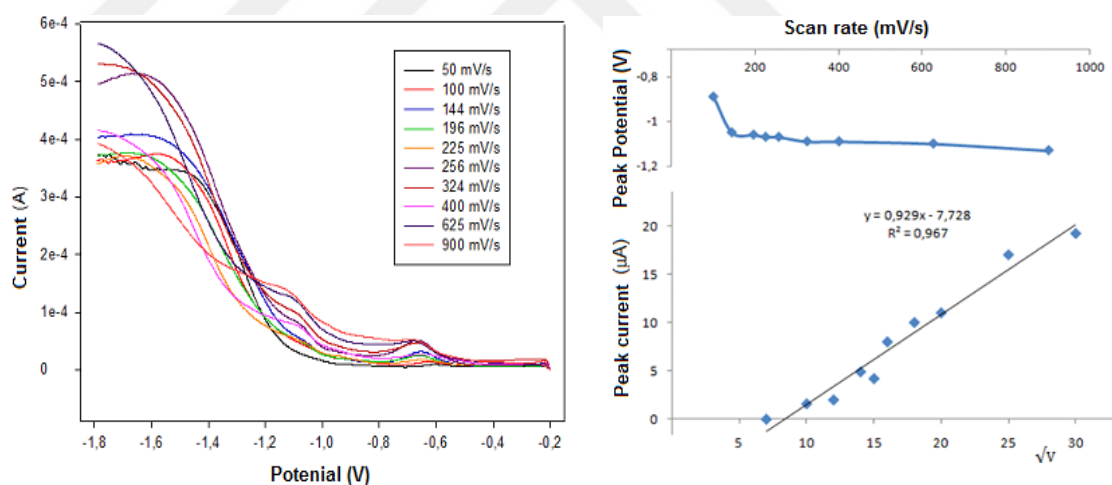 6e-4
5e-4
4e-4
3e-4
2e-4
1e-4
0
Current (A)
-1,8 -1,6 -1,4 -1,2 -1,0 -0,8 -0,6 -0,4 -0,2
Potenial (V)
50 mV/s
100 mV/s
144 mV/s
196 mV/s
225 mV/s
256 mV/s
324 mV/s
400 mV/s
625 mV/s
900 mV/s
Scan rate (mV/s)
200 400 600 800 1000
-0,8
-1
-1,2
Peak Potential (V)
y = 0,929x - 7,728
R² = 0,967
20
15
10
5
0
Peak current (µA)
5 10 15 20 25 30
√V